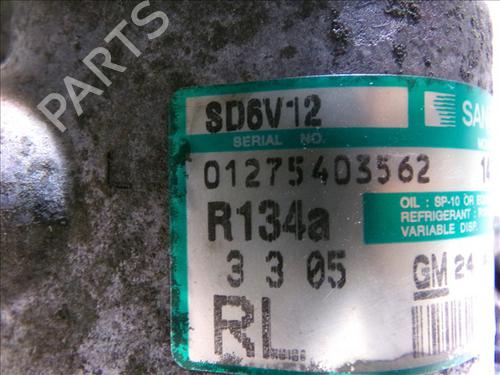 PARTS
SD6V12
SERIAL NO.
01275403562
R134a
OIL : SP-10 OR
REFRIGERANT :
VARIABLE DISP.
3 3 05
GM 24
RL